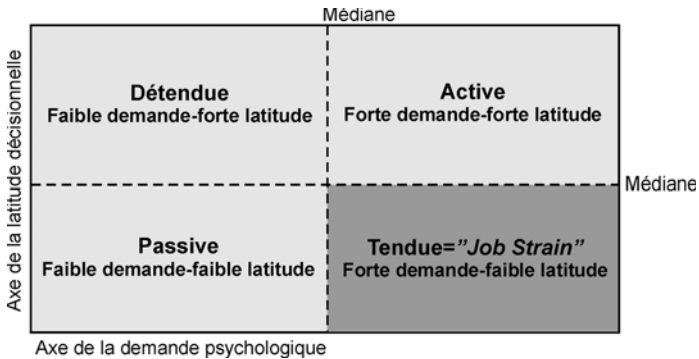 Médiane
Axe de la latitude décisionnelle
Détendue
Faible demande-forte latitude
Active
Forte demande-forte latitude
Médiane
Passive
Faible demande-faible latitude
Tendue=”Job Strain”
Forte demande-faible latitude
Axe de la demande psychologique